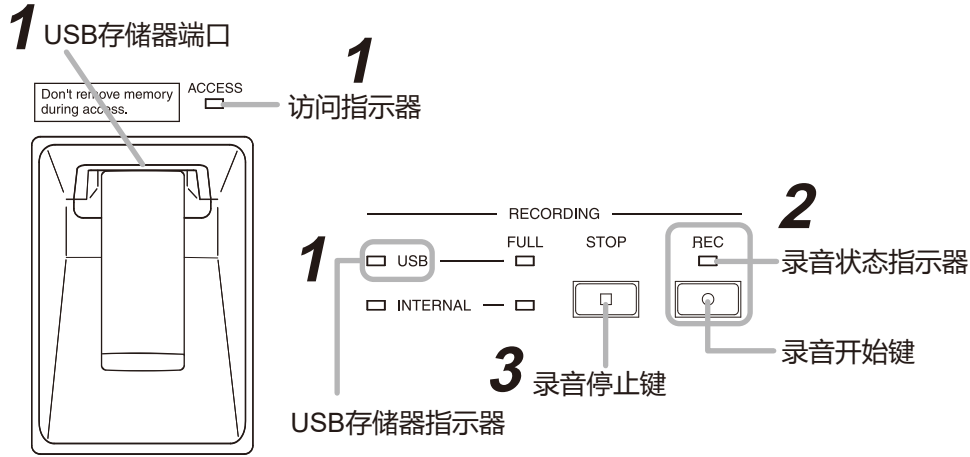 1 USB存储器端口
Don't remove memory
during access.
ACCESS
1
访问指示器
RECORDING
2
1
USB
FULL
STOP
REC
录音状态指示器
INTERNAL
3
录音停止键
录音开始键
USB存储器指示器